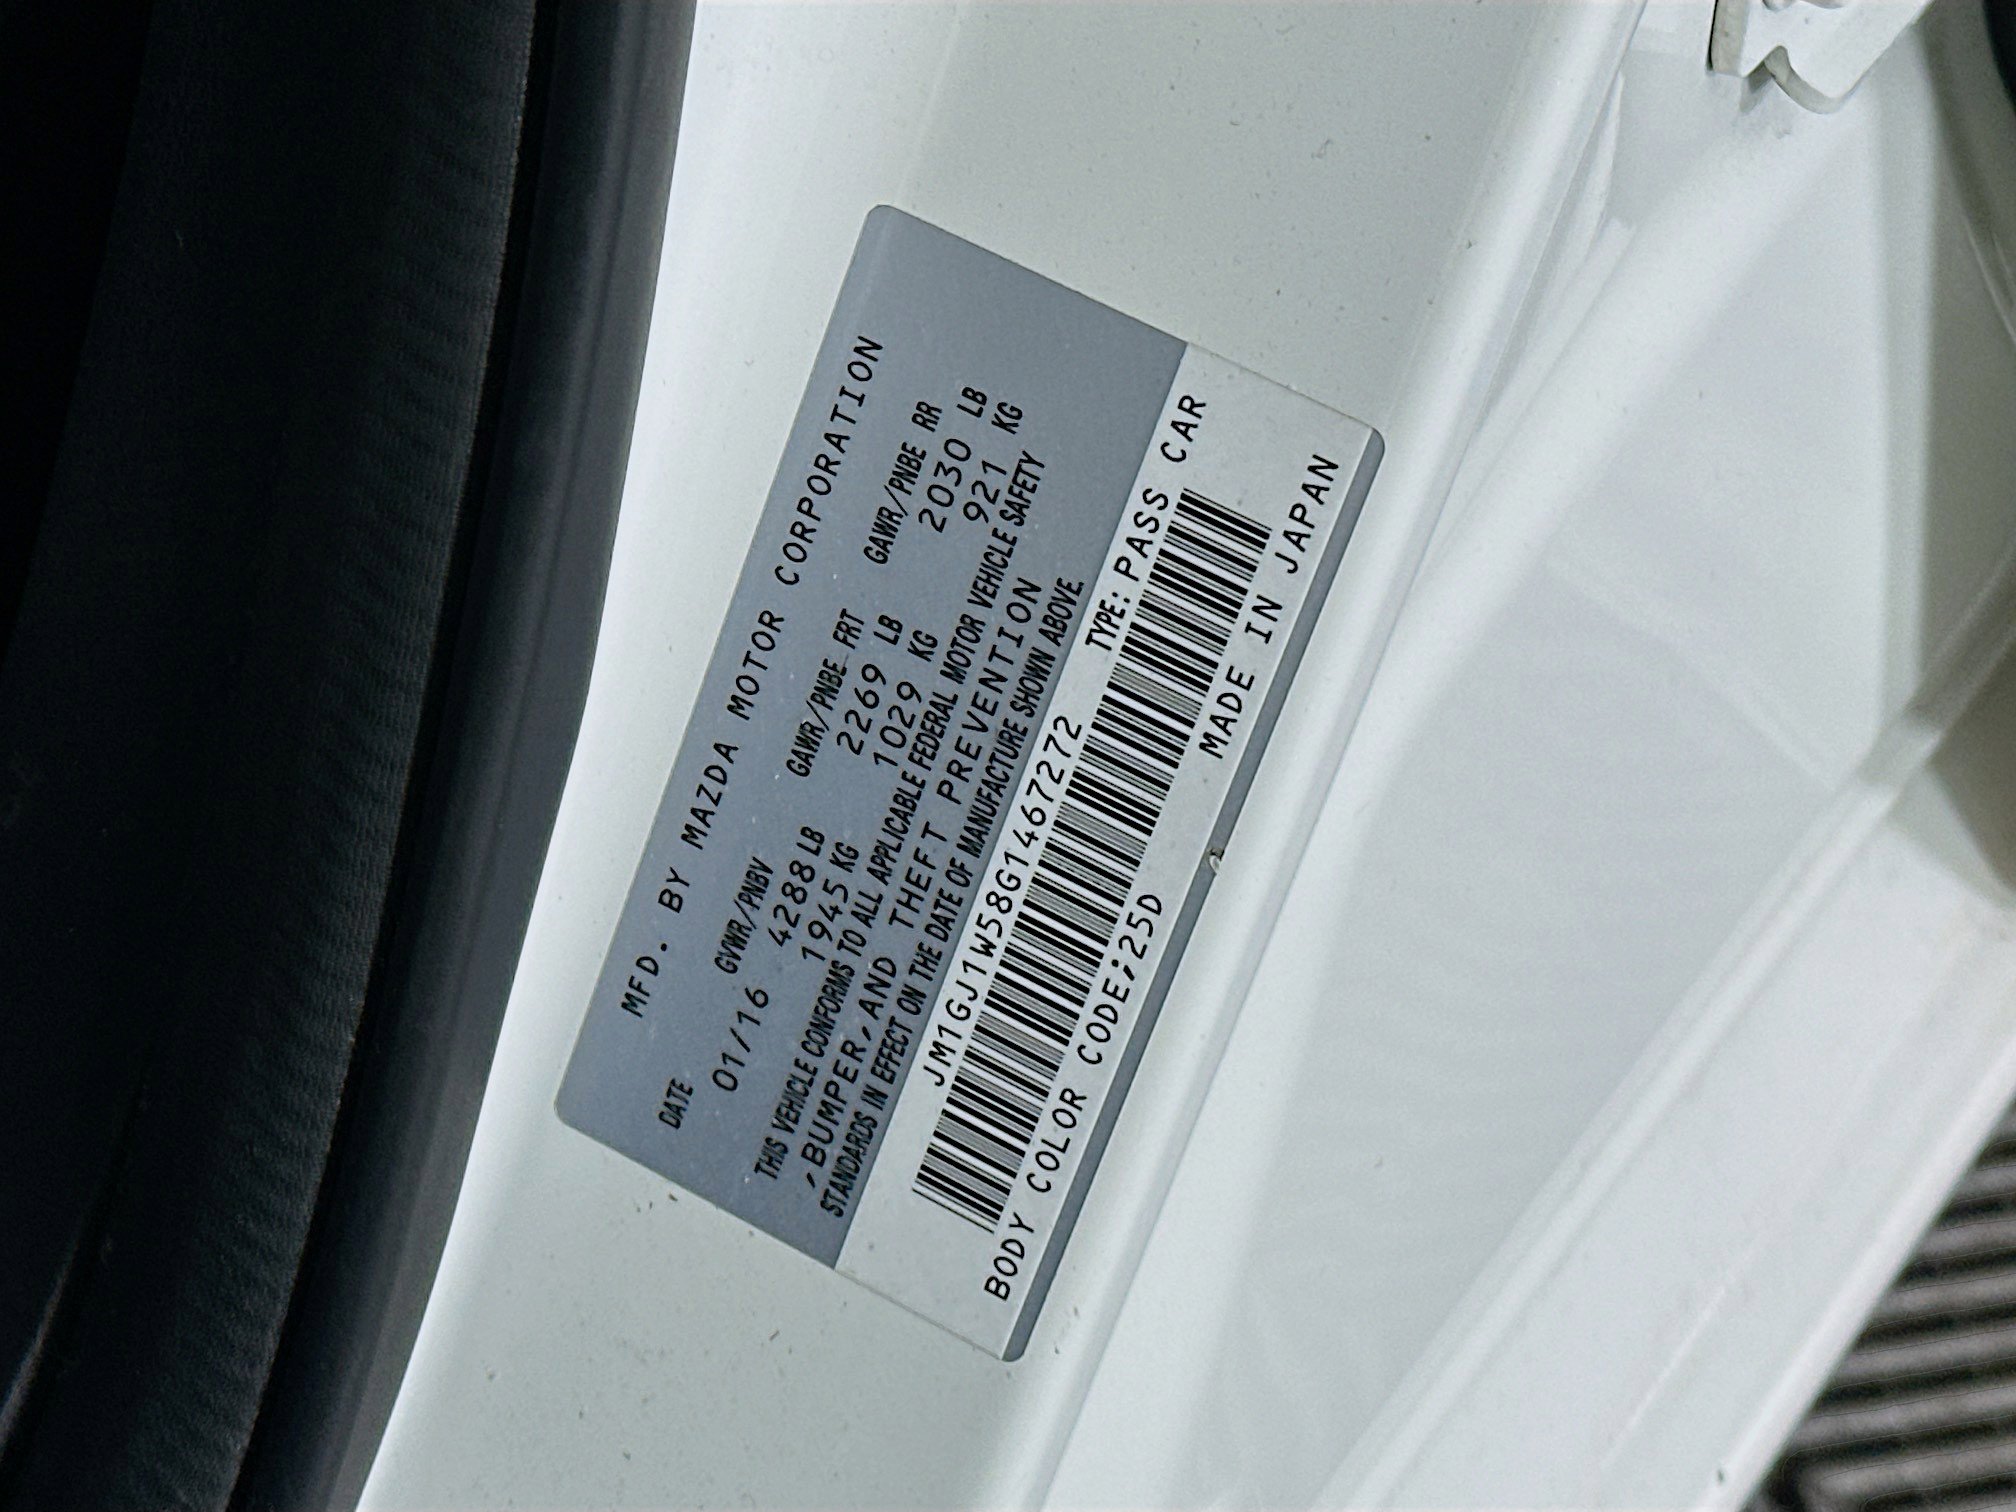 MFD. BY MAZDA MOTOR CORPORATION
DATE GVWR/PNBV GAWR/PNBE FRT GAWR/PNBE RR
01/16 4288 LB 2269 LB 2030 LB
1945 KG 1029 KG 921 KG
THIS VEHICLE CONFORMS TO ALL APPLICABLE FEDERAL MOTOR VEHICLE SAFETY
,BUMPER,AND THEFT PREVENTION
STANDARDS IN EFFECT ON THE DATE OF MANUFACTURE SHOWN ABOVE.
JM1GJ1W58G1467272 TYPE: PASS CAR
BODY COLOR CODE;25D MADE IN JAPAN